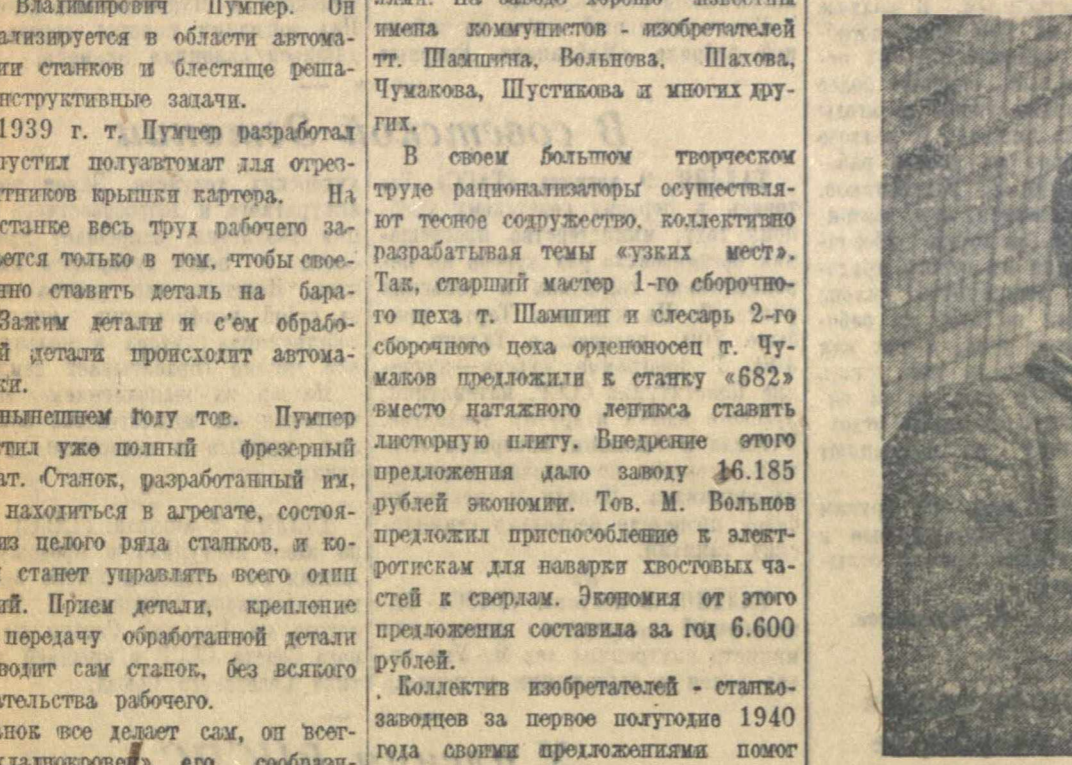 Владимирович Пумпер. Он
ализируется в области автома-
ии станков и блестяще реша-
нструктивные задачи.
1939 г. т. Пумпер разработал
пустил полуавтомат для отрез-
тников крышки картера. На
станке весь труд рабочего за-
ется только в том, чтобы свое-
нно ставить деталь на бара-
Зажим детали и с'ем обрабо-
й детали происходит автома-
ки.
нынешнем году тов. Пумпер
тил уже полный фрезерный
ат. Станок, разработанный им,
находиться в агрегате, состоя-
из целого ряда станков, и ко-
станет управлять всего один
ий. Прием детали, крепление
передачу обработанной детали
водит сам станок, без всякого
ательства рабочего.
нок все делает сам, он всег-
хладнокровен» его сообрази-
На заводе хорошо известны
имена коммунистов - изобретателей
тт. Шамшина, Вольнова, Шахова,
Чумакова, Шустикова и многих дру-
гих.
В своем большом творческом
труде рационализаторы осуществля-
ют тесное содружество, коллективно
разрабатывая темы «узких мест».
Так, старший мастер 1-го сборочно-
го цеха т. Шамшин и слесарь 2-го
сборочного цеха орденоносец т. Чу-
маков предложили к станку «682»
вместо натяжного леникса ставить
листорную плиту. Внедрение этого
предложения дало заводу 16.185
рублей экономии. Тов. М. Вольнов
предложил приспособление к элект-
ротискам для наварки хвостовых ча-
стей к сверлам. Экономия от этого
предложения составила за год 6.600
рублей.
Коллектив изобретателей - станко-
заводцев за первое полугодие 1940
года своими предложениями помог